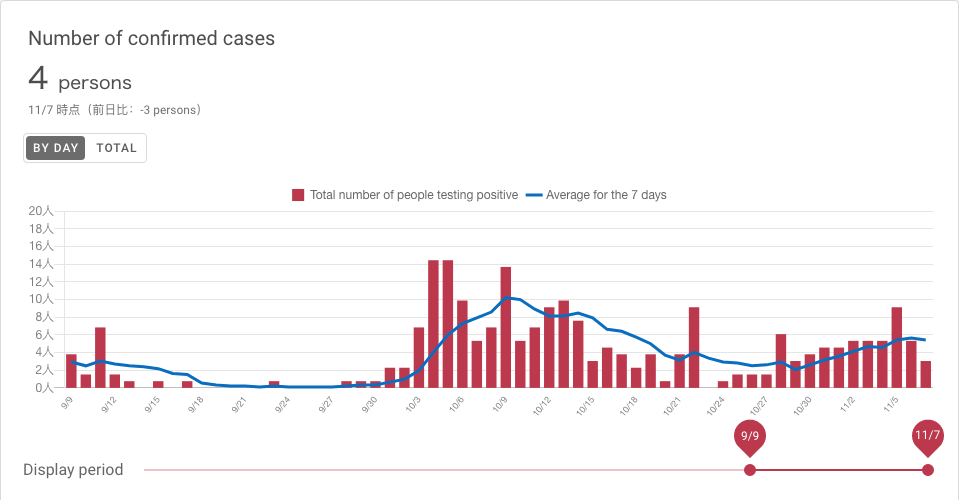 Number of confirmed cases
4 persons
11/7 時点（前日比：-3 persons）
BY DAY TOTAL
Total number of people testing positive Average for the 7 days
20人
18人
16人
14人
12人
10人
8人
6人
4人
2人
0人
9/9 9/12 9/15 9/18 9/21 9/24 9/27 9/30 10/3 10/6 10/9 10/12 10/15 10/18 10/21 10/24 10/27 10/30 11/2 11/5
9/9 11/7
Display period